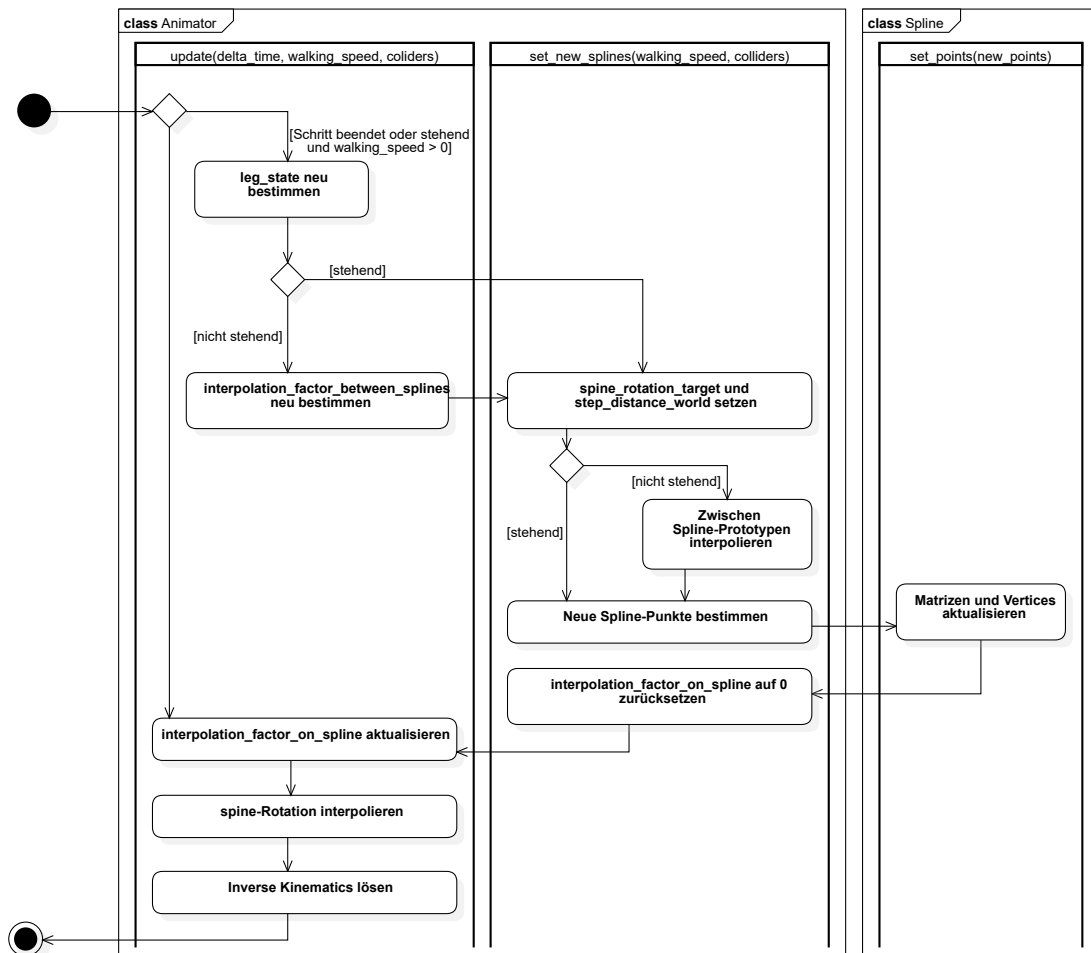 class Animator
class Spline
update(delta_time, walking_speed, coliders)
set_new_splines(walking_speed, colliders)
set_points(new_points)
[Schritt beendet oder stehend
und walking_speed > 0]
leg_state neu
bestimmen
[stehend]
[nicht stehend]
interpolation_factor_between_splines
neu bestimmen
spine_rotation_target und
step_distance_world setzen
[nicht stehend]
[stehend]
Zwischen
Spline-Prototypen
interpolieren
Neue Spline-Punkte bestimmen
Matrizen und Vertices
aktualisieren
interpolation_factor_on_spline auf 0
zurücksetzen
interpolation_factor_on_spline aktualisieren
spine-Rotation interpolieren
Inverse Kinematics lösen